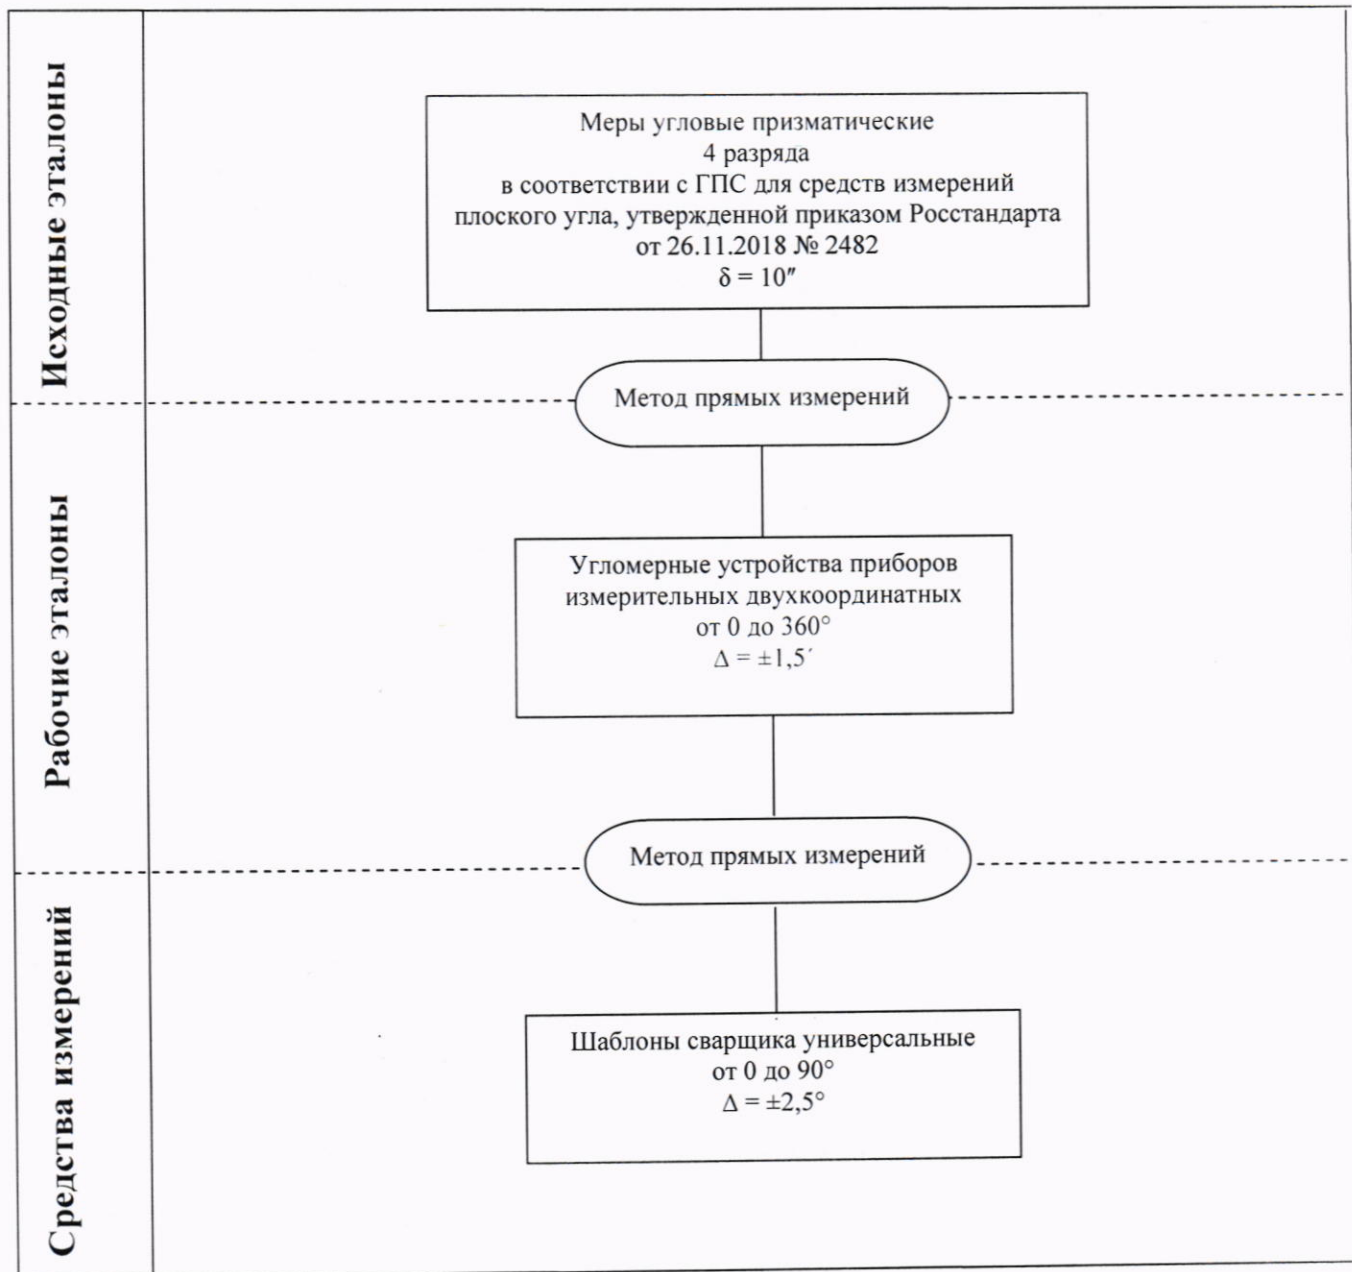 Исходные эталоны
Меры угловые призматические
4 разряда
в соответствии с ГПС для средств измерений
плоского угла, утвержденной приказом Росстандарта
от 26.11.2018 № 2482
δ = 10″
Метод прямых измерений
Рабочие эталоны
Угломерные устройства приборов
измерительных двухкоординатных
от 0 до 360°
Δ = ±1,5′
Метод прямых измерений
Средства измерений
Шаблоны сварщика универсальные
от 0 до 90°
Δ = ±2,5°